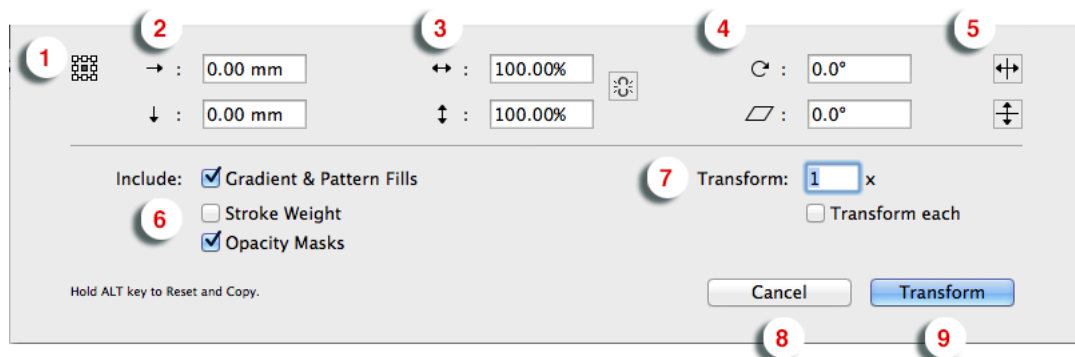 1 2 3 4 5
→ : 0.00 mm ↔ : 100.00% : 0.0°
↓ : 0.00 mm ↕ : 100.00% : 0.0°
Include: Gradient & Pattern Fills 7 Transform: 1 x
6 Stroke Weight Transform each
Opacity Masks
Hold ALT key to Reset and Copy. Cancel Transform
8 9